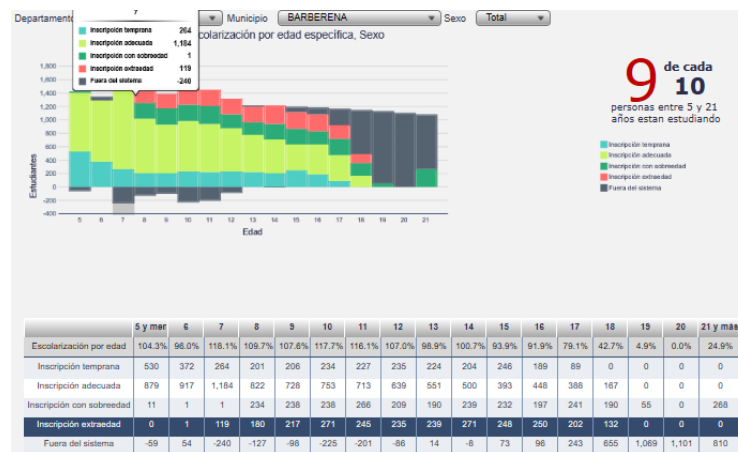 Departamento
Municipio BARBERENA Sexo Total
7
Inscripción temprana 264
Inscripción adecuada 1,184
Inscripción con sobreedad 1
Inscripción extraedad 119
Fuera del sistema -240
colarización por edad específica, Sexo
9 de cada 10
personas entre 5 y 21
años estan estudiando
Inscripción temprana
Inscripción adecuada
Inscripción con sobreedad
Inscripción extraedad
Fuera del sistema
Estudiantes
1,800
1,600
1,400
1,200
1,000
800
600
400
200
0
-200
-400
5 6 7 8 9 10 11 12 13 14 15 16 17 18 19 20 21
Edad
5 y mer 6 7 8 9 10 11 12 13 14 15 16 17 18 19 20 21 y más
Escolarización por edad 104.3% 96.0% 118.1% 109.7% 107.6% 117.7% 116.1% 107.0% 98.9% 100.7% 93.9% 91.9% 79.1% 42.7% 4.9% 0.0% 24.9%
Inscripción temprana 530 372 264 201 206 234 227 235 224 204 246 189 89 0 0 0 0
Inscripción adecuada 879 917 1,184 822 728 753 713 639 551 500 393 448 388 167 0 0 0
Inscripción con sobreedad 11 1 1 234 238 238 266 209 190 239 232 197 241 190 55 0 268
Inscripción extraedad 0 1 119 180 217 271 245 235 239 271 248 250 202 132 0 0 0
Fuera del sistema -59 54 -240 -127 -98 -225 -201 -86 14 -8 73 96 243 655 1,069 1,101 810